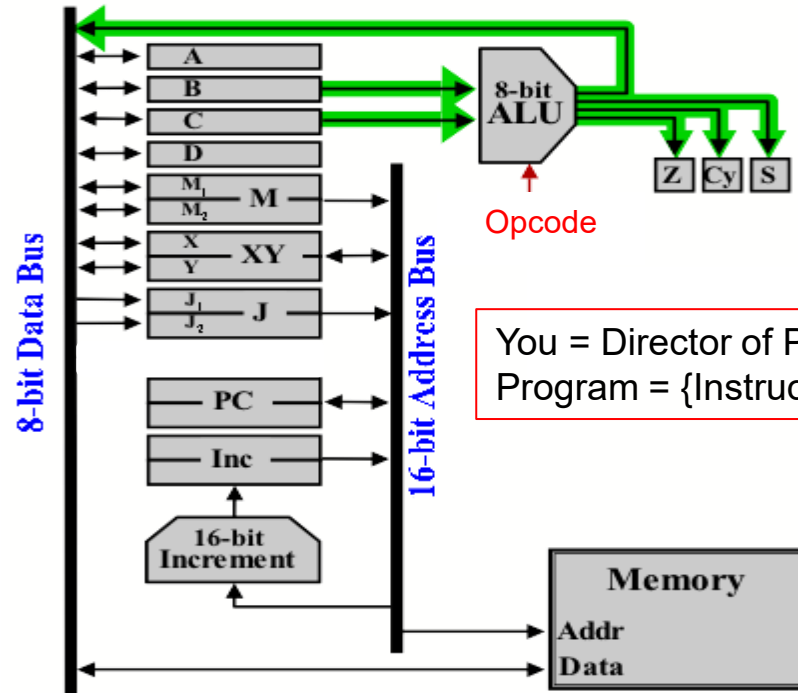 A
B
C
D
M1
M2
M
X
Y
XY
J1
J2
J
PC
Inc
16-bit
Increment
8-bit Data Bus
16-bit Address Bus
8-bit
ALU
Opcode
Z
Cy
S
You = Director of
Program =
Memory
Addr
Data